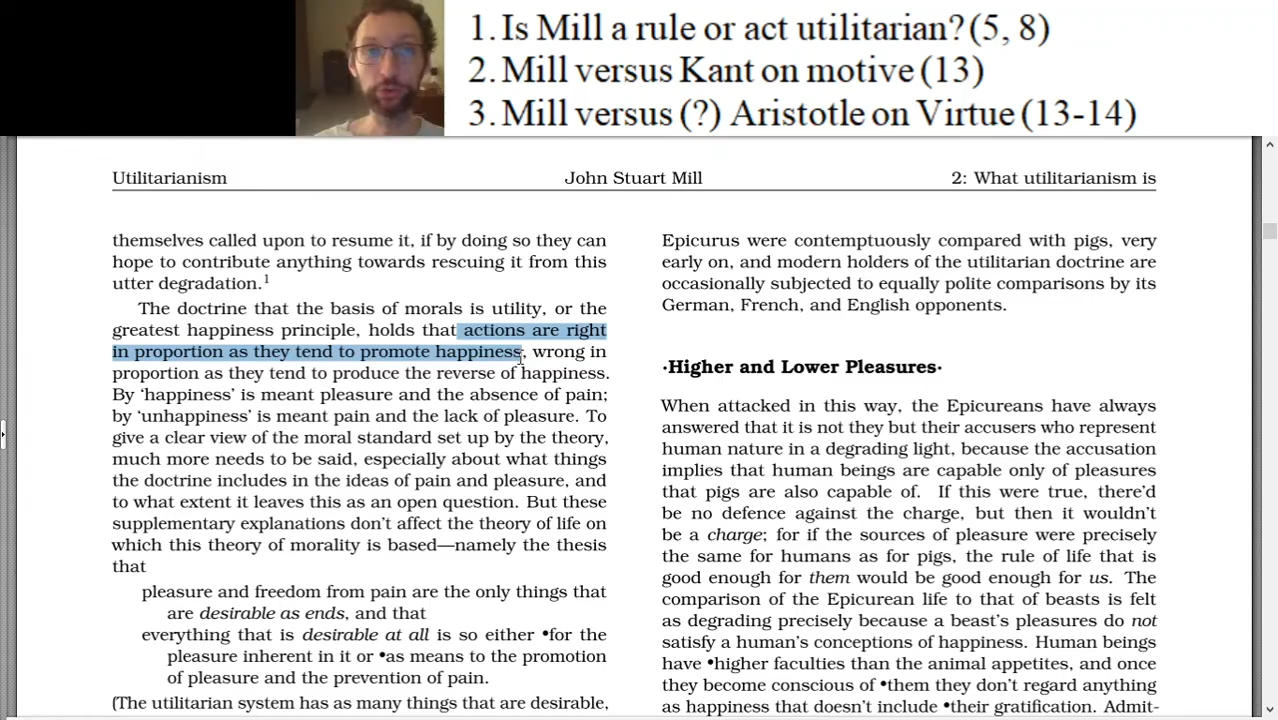 1. Is Mill a rule or act utilitarian? (5, 8)
2. Mill versus Kant on motive (13)
3. Mill versus (?) Aristotle on Virtue (13-14)
Utilitarianism John Stuart Mill 2: What utilitarianism is
themselves called upon to resume it, if by doing so they can
hope to contribute anything towards rescuing it from this
utter degradation.1
The doctrine that the basis of morals is utility, or the
greatest happiness principle, holds that actions are right
in proportion as they tend to promote happiness, wrong in
proportion as they tend to produce the reverse of happiness.
By ‘happiness’ is meant pleasure and the absence of pain;
by ‘unhappiness’ is meant pain and the lack of pleasure. To
give a clear view of the moral standard set up by the theory,
much more needs to be said, especially about what things
the doctrine includes in the ideas of pain and pleasure, and
to what extent it leaves this as an open question. But these
supplementary explanations don’t affect the theory of life on
which this theory of morality is based—namely the thesis
that
pleasure and freedom from pain are the only things that
are desirable as ends, and that
everything that is desirable at all is so either •for the
pleasure inherent in it or •as means to the promotion
of pleasure and the prevention of pain.
(The utilitarian system has as many things that are desirable,
Epicurus were contemptuously compared with pigs, very
early on, and modern holders of the utilitarian doctrine are
occasionally subjected to equally polite comparisons by its
German, French, and English opponents.
·Higher and Lower Pleasures·
When attacked in this way, the Epicureans have always
answered that it is not they but their accusers who represent
human nature in a degrading light, because the accusation
implies that human beings are capable only of pleasures
that pigs are also capable of. If this were true, there’d
be no defence against the charge, but then it wouldn’t
be a charge; for if the sources of pleasure were precisely
the same for humans as for pigs, the rule of life that is
good enough for them would be good enough for us. The
comparison of the Epicurean life to that of beasts is felt
as degrading precisely because a beast’s pleasures do not
satisfy a human’s conceptions of happiness. Human beings
have •higher faculties than the animal appetites, and once
they become conscious of •them they don’t regard anything
as happiness that doesn’t include •their gratification. Admit-